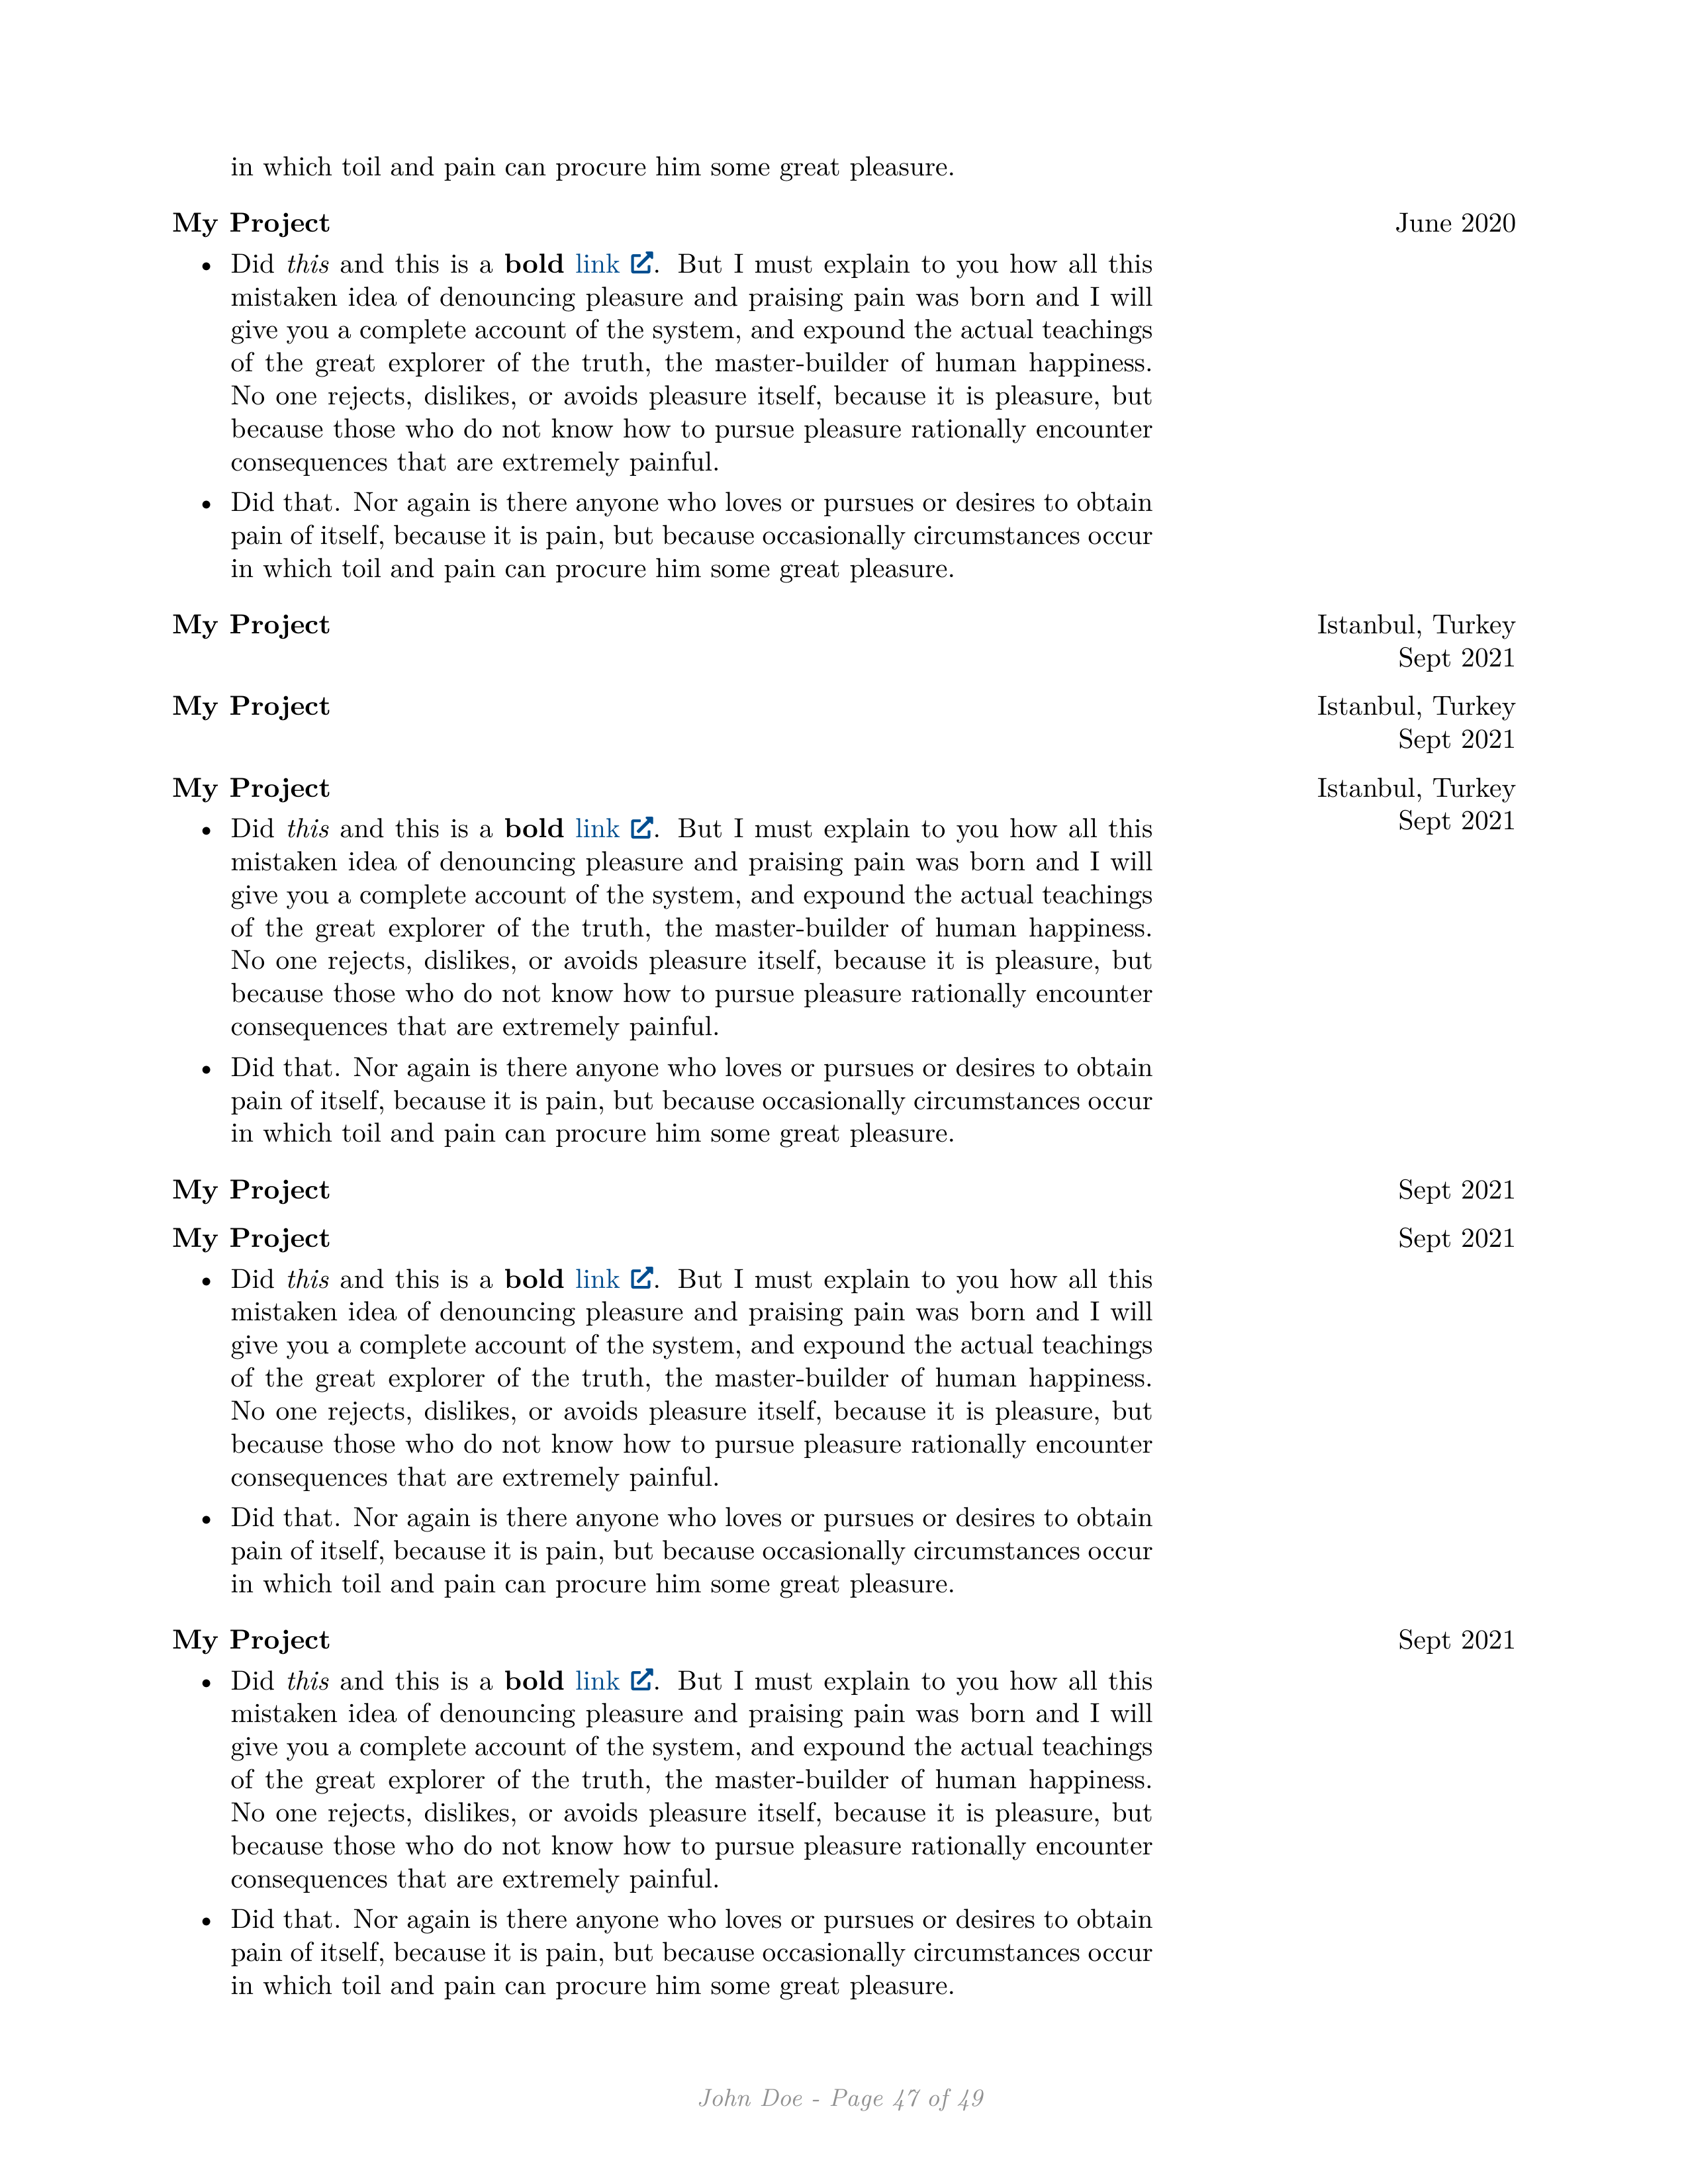 in which toil and pain can procure him some great pleasure.
My Project June 2020
• Did this and this is a bold link. But I must explain to you how all this
mistaken idea of denouncing pleasure and praising pain was born and I will
give you a complete account of the system, and expound the actual teachings
of the great explorer of the truth, the master-builder of human happiness.
No one rejects, dislikes, or avoids pleasure itself, because it is pleasure, but
because those who do not know how to pursue pleasure rationally encounter
consequences that are extremely painful.
• Did that. Nor again is there anyone who loves or pursues or desires to obtain
pain of itself, because it is pain, but because occasionally circumstances occur
in which toil and pain can procure him some great pleasure.
My Project Istanbul, Turkey
Sept 2021
My Project Istanbul, Turkey
Sept 2021
My Project Istanbul, Turkey
Sept 2021
• Did this and this is a bold link. But I must explain to you how all this
mistaken idea of denouncing pleasure and praising pain was born and I will
give you a complete account of the system, and expound the actual teachings
of the great explorer of the truth, the master-builder of human happiness.
No one rejects, dislikes, or avoids pleasure itself, because it is pleasure, but
because those who do not know how to pursue pleasure rationally encounter
consequences that are extremely painful.
• Did that. Nor again is there anyone who loves or pursues or desires to obtain
pain of itself, because it is pain, but because occasionally circumstances occur
in which toil and pain can procure him some great pleasure.
My Project Sept 2021
My Project Sept 2021
• Did this and this is a bold link. But I must explain to you how all this
mistaken idea of denouncing pleasure and praising pain was born and I will
give you a complete account of the system, and expound the actual teachings
of the great explorer of the truth, the master-builder of human happiness.
No one rejects, dislikes, or avoids pleasure itself, because it is pleasure, but
because those who do not know how to pursue pleasure rationally encounter
consequences that are extremely painful.
• Did that. Nor again is there anyone who loves or pursues or desires to obtain
pain of itself, because it is pain, but because occasionally circumstances occur
in which toil and pain can procure him some great pleasure.
My Project Sept 2021
• Did this and this is a bold link. But I must explain to you how all this
mistaken idea of denouncing pleasure and praising pain was born and I will
give you a complete account of the system, and expound the actual teachings
of the great explorer of the truth, the master-builder of human happiness.
No one rejects, dislikes, or avoids pleasure itself, because it is pleasure, but
because those who do not know how to pursue pleasure rationally encounter
consequences that are extremely painful.
• Did that. Nor again is there anyone who loves or pursues or desires to obtain
pain of itself, because it is pain, but because occasionally circumstances occur
in which toil and pain can procure him some great pleasure.
John Doe - Page 47 of 49